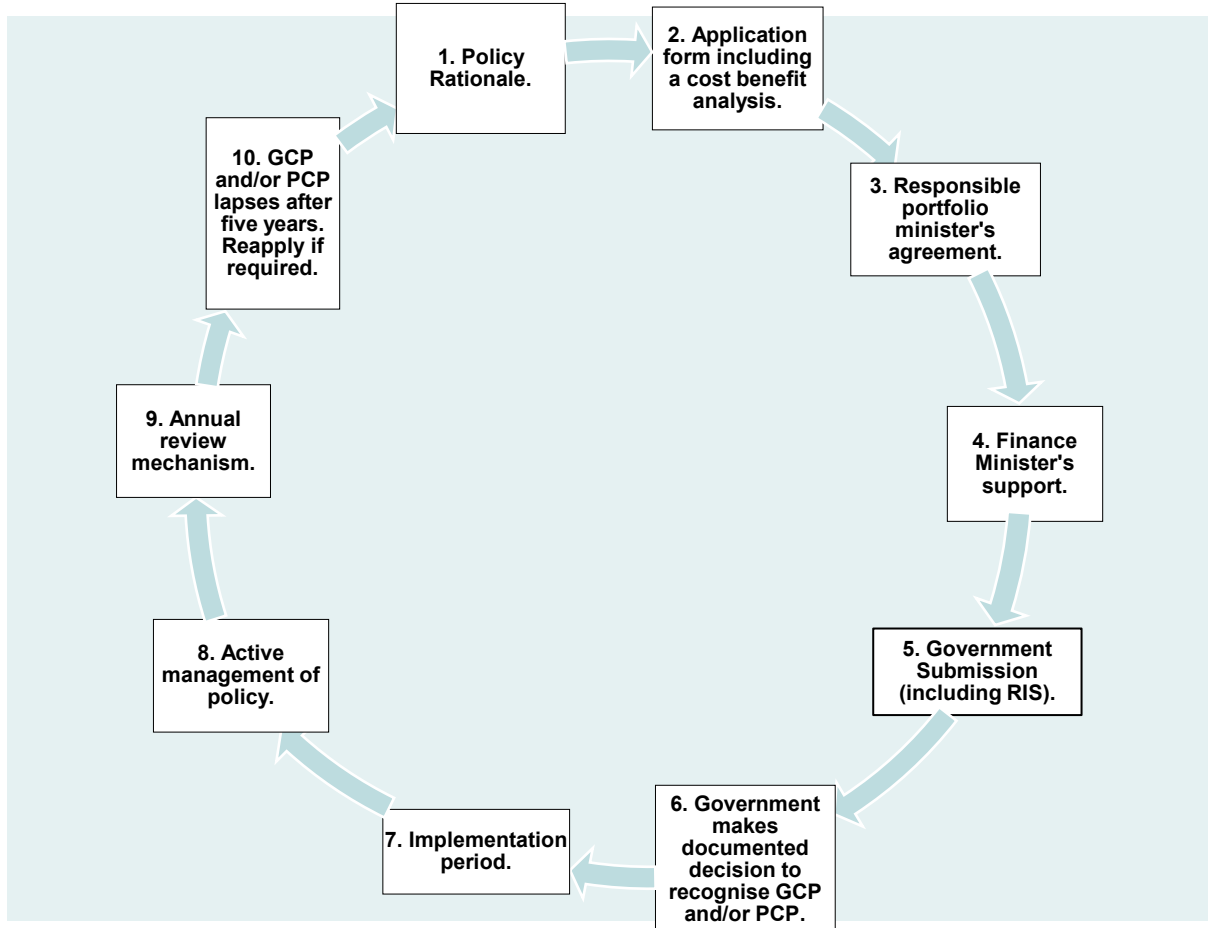 1. Policy
Rationale.
2. Application
form including
a cost benefit
analysis.
3. Responsible
portfolio
minister's
agreement.
4. Finance
Minister's
support.
5. Government
Submission
(including RIS).
6. Government
makes
documented
decision to
recognise GCP
and/or PCP.
7. Implementation
period.
8. Active
management of
policy.
9. Annual
review
mechanism.
10. GCP
and/or PCP
lapses after
five years.
Reapply if
required.